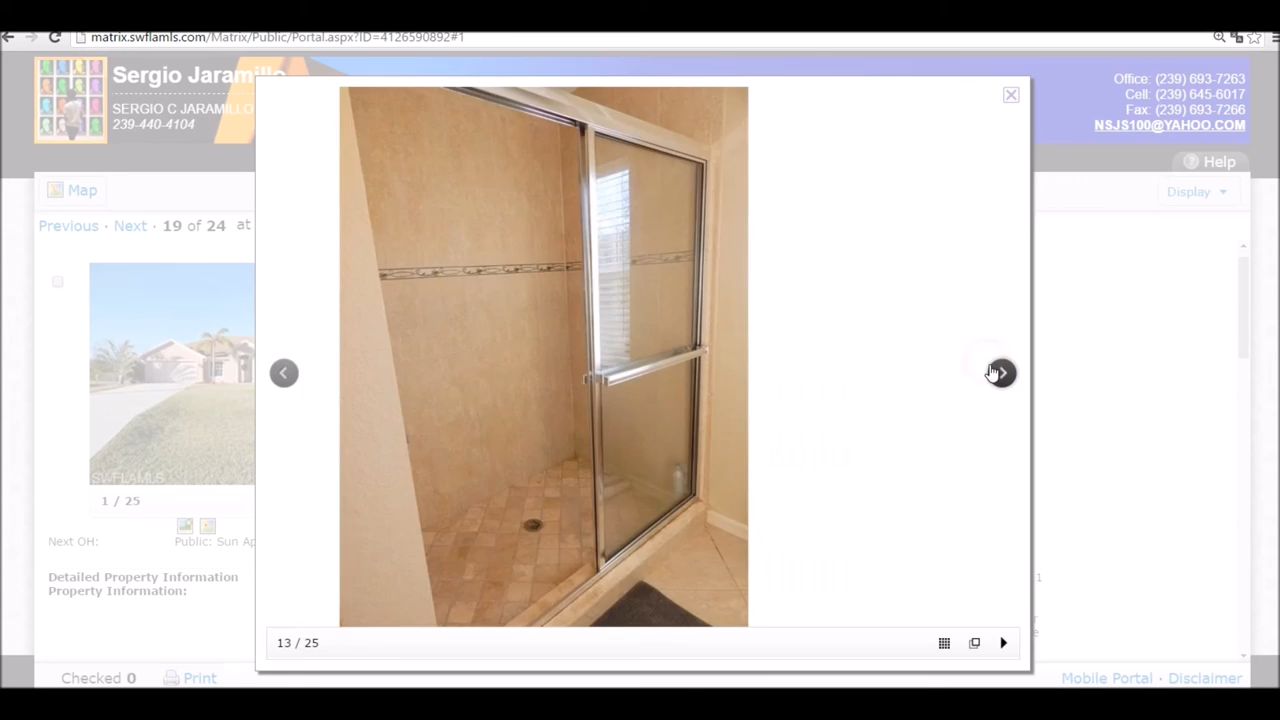 matrix.swflamls.com/Matrix/Public/Portal.aspx?ID=4126590892#1
Sergio Jaramillo
SERGIO C JARAMILLO
239-440-4104
Office: (239) 693-7263
Cell: (239) 645-6017
Fax: (239) 693-7266
NSJS100@YAHOO.COM
? Help
Map
Display
Previous · Next · 19 of 24 at
SWFLAMLS
1 / 25
Next OH: Public: Sun Ap
Detailed Property Information
Property Information:
1
e
13 / 25
Checked 0 Print
Mobile Portal · Disclaimer